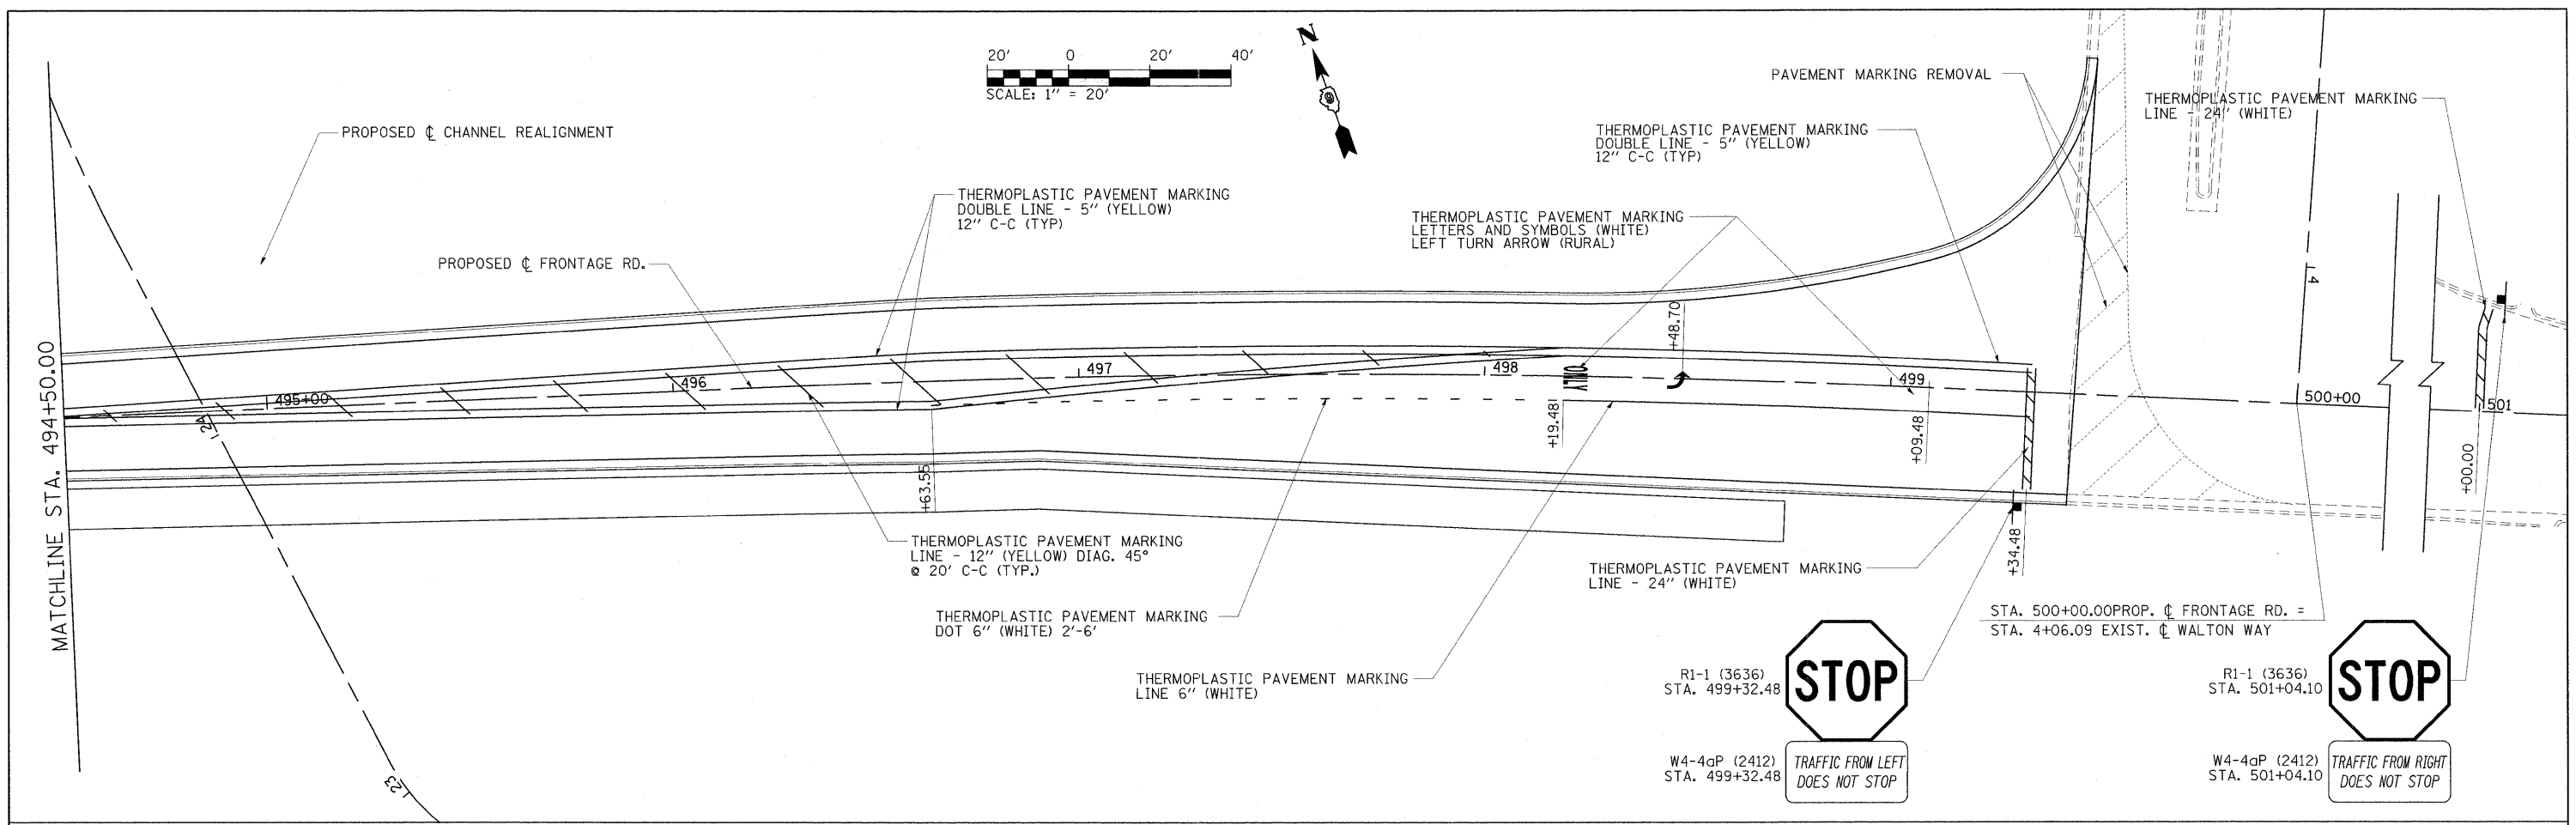 20' 0 20' 40'
SCALE: 1" = 20'
N
PAVEMENT MARKING REMOVAL
THERMOPLASTIC PAVEMENT MARKING
LINE - 24" (WHITE)
PROPOSED ℄ CHANNEL REALIGNMENT
THERMOPLASTIC PAVEMENT MARKING
DOUBLE LINE - 5" (YELLOW)
12" C-C (TYP)
THERMOPLASTIC PAVEMENT MARKING
DOUBLE LINE - 5" (YELLOW)
12" C-C (TYP)
THERMOPLASTIC PAVEMENT MARKING
LETTERS AND SYMBOLS (WHITE)
LEFT TURN ARROW (RURAL)
PROPOSED ℄ FRONTAGE RD.
4
+48.70
MATCHLINE STA. 494+50.00
495+00
496
497
498
ONLY
499
500+00
501
24
+63.55
+19.48
+09.48
+34.48
+00.00
THERMOPLASTIC PAVEMENT MARKING
LINE - 12" (YELLOW) DIAG. 45°
@ 20' C-C (TYP.)
THERMOPLASTIC PAVEMENT MARKING
LINE - 24" (WHITE)
THERMOPLASTIC PAVEMENT MARKING
DOT 6" (WHITE) 2'-6'
STA. 500+00.00PROP. ℄ FRONTAGE RD. =
STA. 4+06.09 EXIST. ℄ WALTON WAY
THERMOPLASTIC PAVEMENT MARKING
LINE 6" (WHITE)
23
R1-1 (3636)
STA. 499+32.48
STOP
W4-4aP (2412)
STA. 499+32.48
TRAFFIC FROM LEFT
DOES NOT STOP
R1-1 (3636)
STA. 501+04.10
STOP
W4-4aP (2412)
STA. 501+04.10
TRAFFIC FROM RIGHT
DOES NOT STOP